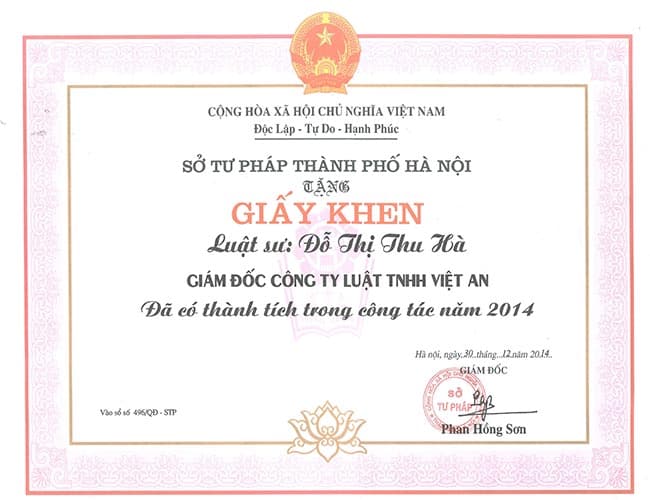 CỘNG HÒA XÃ HỘI CHỦ NGHĨA VIỆT NAM
Độc Lập - Tự Do - Hạnh Phúc
SỞ TƯ PHÁP THÀNH PHỐ HÀ NỘI
TẶNG
GIẤY KHEN
Luật sư: Đỗ Thị Thu Hà
GIÁM ĐỐC CÔNG TY LUẬT TNHH VIỆT AN
Đã có thành tích trong công tác năm 2014
Hà nội, ngày 30 tháng 12 năm 2014
GIÁM ĐỐC
SỞ
TƯ PHÁP
Phan Hồng Sơn
Vào sổ số 496/QĐ - STP